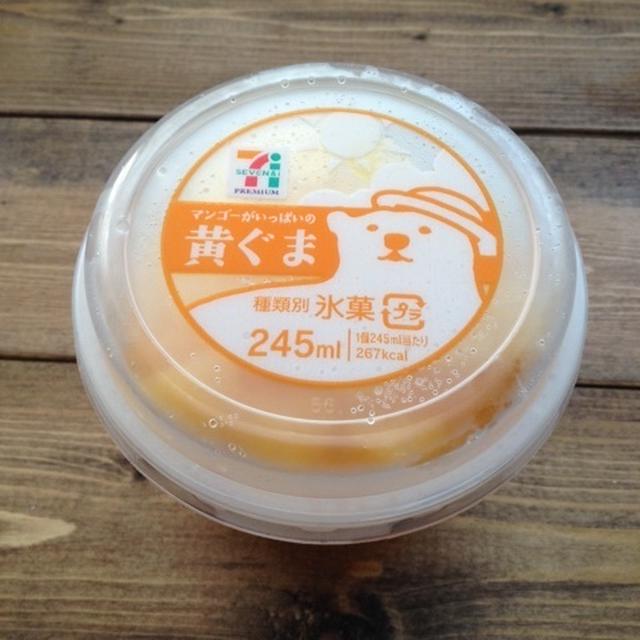 SEVEN&i
PREMIUM
マンゴーがいっぱいの
黄ぐま
種類別 氷菓 プラ
245ml
1個245ml当たり
267kcal